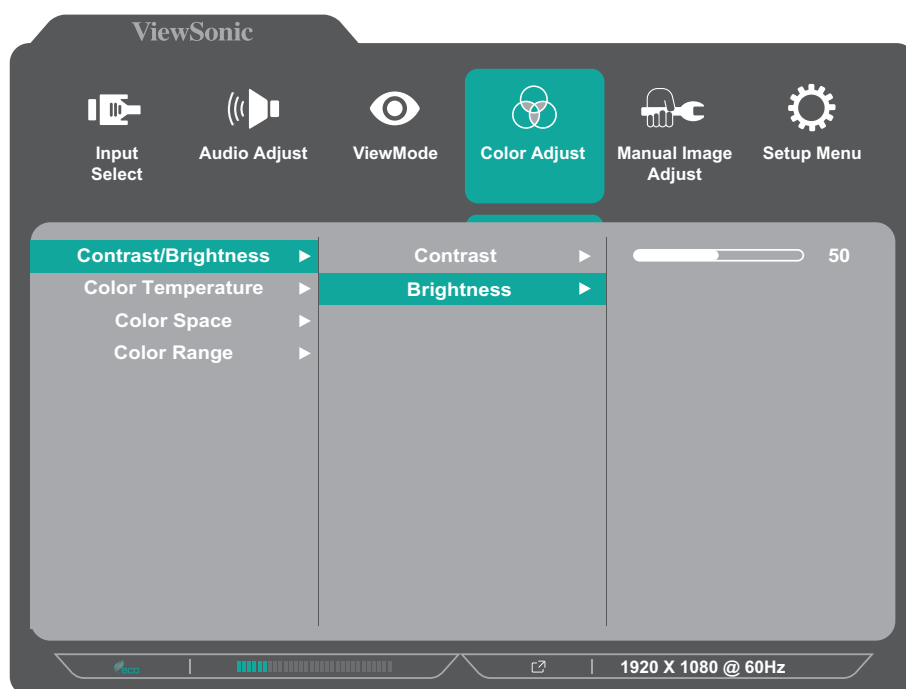 ViewSonic
Input
Select
Audio Adjust
ViewMode
Color Adjust
Manual Image
Adjust
Setup Menu
Contrast/Brightness
Contrast
50
Color Temperature
Brightness
Color Space
Color Range
eco
1920 X 1080 @ 60Hz